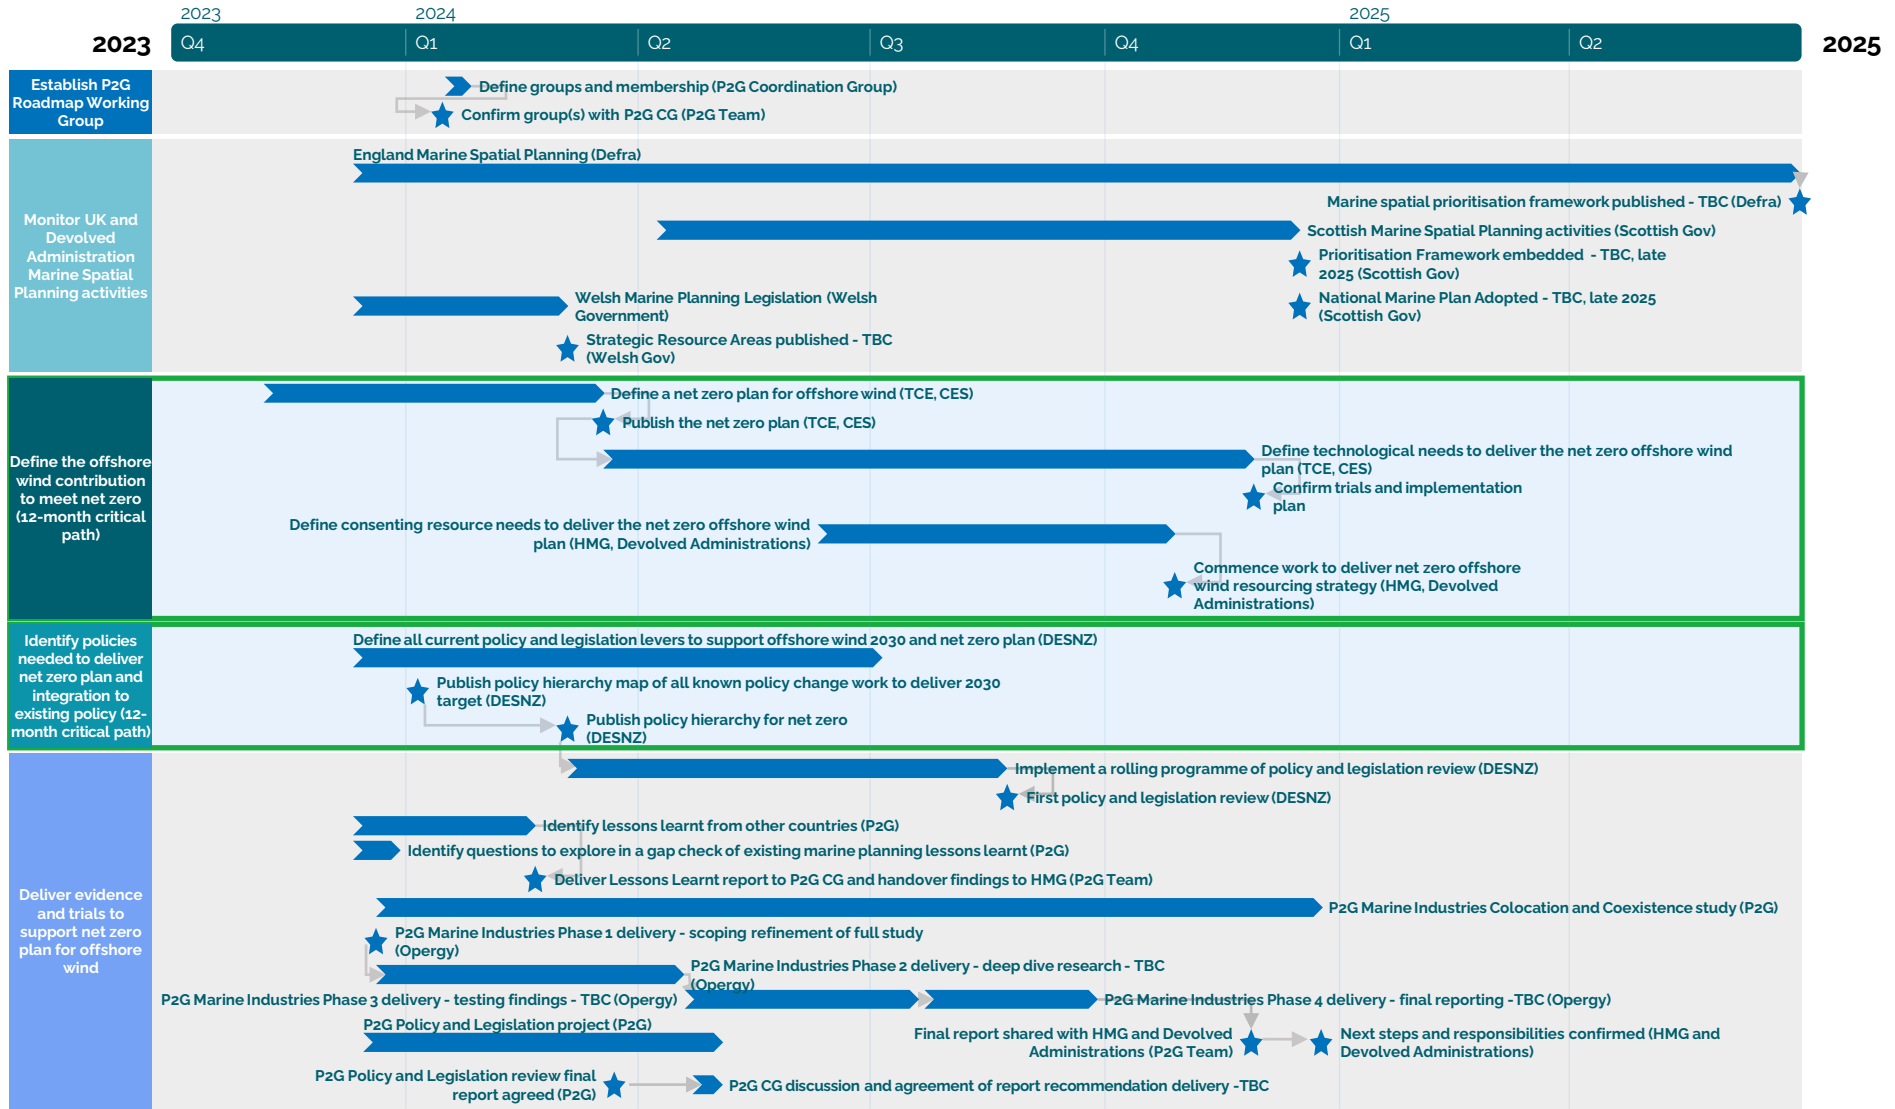 2023
2024
2025
2023
Q4
Q1
Q2
Q3
Q4
Q1
Q2
2025
Establish P2G
Roadmap Working
Group
Define groups and membership (P2G Coordination Group)
Confirm group(s) with P2G CG (P2G Team)
Monitor UK and
Devolved
Administration
Marine Spatial
Planning activities
England Marine Spatial Planning (Defra)
Marine spatial prioritisation framework published - TBC (Defra)
Scottish Marine Spatial Planning activities (Scottish Gov)
Prioritisation Framework embedded - TBC, late
2025 (Scottish Gov)
Welsh Marine Planning Legislation (Welsh
Government)
National Marine Plan Adopted - TBC, late 2025
(Scottish Gov)
Strategic Resource Areas published - TBC
(Welsh Gov)
Define the offshore
wind contribution
to meet net zero
(12-month critical
path)
Define a net zero plan for offshore wind (TCE, CES)
Publish the net zero plan (TCE, CES)
Define technological needs to deliver the net zero offshore wind
plan (TCE, CES)
Confirm trials and implementation
plan
Define consenting resource needs to deliver the net zero offshore wind
plan (HMG, Devolved Administrations)
Commence work to deliver net zero offshore
wind resourcing strategy (HMG, Devolved
Administrations)
Identify policies
needed to deliver
net zero plan and
integration to
existing policy (12-
month critical path)
Define all current policy and legislation levers to support offshore wind 2030 and net zero plan (DESNZ)
Publish policy hierarchy map of all known policy change work to deliver 2030
target (DESNZ)
Publish policy hierarchy for net zero
(DESNZ)
Deliver evidence
and trials to
support net zero
plan for offshore
wind
Implement a rolling programme of policy and legislation review (DESNZ)
First policy and legislation review (DESNZ)
Identify lessons learnt from other countries (P2G)
Identify questions to explore in a gap check of existing marine planning lessons learnt (P2G)
Deliver Lessons Learnt report to P2G CG and handover findings to HMG (P2G Team)
P2G Marine Industries Colocation and Coexistence study (P2G)
P2G Marine Industries Phase 1 delivery - scoping refinement of full study
(Opergy)
P2G Marine Industries Phase 2 delivery - deep dive research - TBC
(Opergy)
P2G Marine Industries Phase 3 delivery - testing findings - TBC (Opergy)
P2G Marine Industries Phase 4 delivery - final reporting -TBC (Opergy)
P2G Policy and Legislation project (P2G)
Final report shared with HMG and Devolved
Administrations (P2G Team)
Next steps and responsibilities confirmed (HMG and
Devolved Administrations)
P2G Policy and Legislation review final
report agreed (P2G)
P2G CG discussion and agreement of report recommendation delivery -TBC